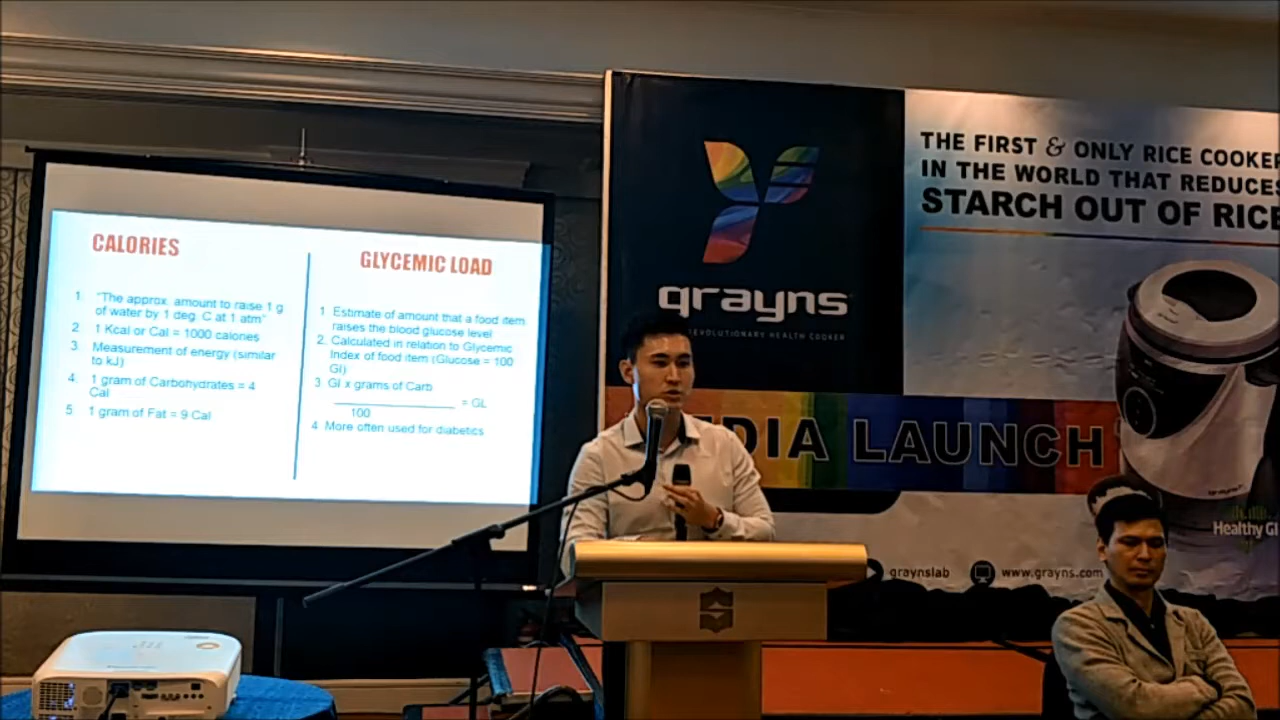 CALORIES
1 "The approx. amount to raise 1 g
of water by 1 deg. C at 1 atm"
2 1 Kcal or Cal = 1000 calories
3. Measurement of energy (similar
to kJ)
4. 1 gram of Carbohydrates = 4
Cal
5. 1 gram of Fat = 9 Cal
GLYCEMIC LOAD
1 Estimate of amount that a food item
raises the blood glucose level
2. Calculated in relation to Glycemic
Index of food item (Glucose = 100
GI)
3 GI x grams of Carb
= GL
100
4 More often used for diabetics
grayns
EVOLUTIONARY HEALTH COOKER
THE FIRST & ONLY RICE COOKER
IN THE WORLD THAT REDUCES
STARCH OUT OF RICE
EDIA LAUNCH
grayns
Healthy Gl
graynslab
www.grayns.com